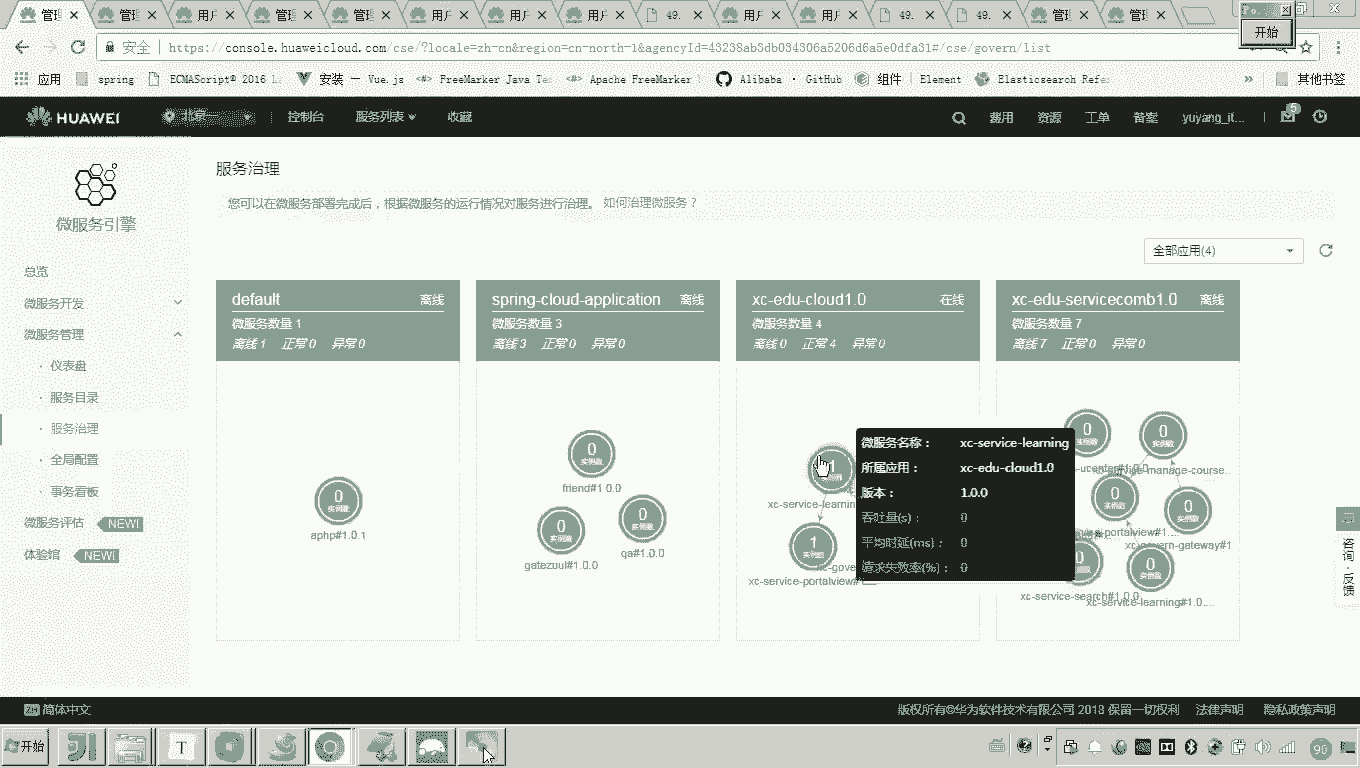 管理 管理 用户 管理 管理 用户 用户 用户 49. 用户 用户 49. 49. 管理 管理
开始
安全 https://console.huaweicloud.com/cse/?locale=zh-cn&region=cn-north-1&agencyId=43238ab5db034306a5206d6a5e0dfa31#/cse/govern/list
应用 spring ECMAScript® 2016 安装 — Vue.js FreeMarker Java Apache FreeMarker Alibaba · GitHub 组件 | Element Elasticsearch » 其他书签
HUAWEI 控制台 服务列表 收藏 费用 资源 工单 备案 yuyang_it... 5
服务治理
微服务引擎
您可以在微服务部署完成后，根据微服务的运行情况对服务进行治理。 如何治理微服务？
全部应用(4)
总览
微服务开发
微服务管理
· 仪表盘
· 服务目录
· 服务治理
· 全局配置
· 事务看板
微服务评估 NEW!
体验馆 NEW!
default 离线
微服务数量 1
离线 1 正常 0 异常 0
0
实例数
aphp#1.0.1
spring-cloud-application 离线
微服务数量 3
离线 3 正常 0 异常 0
0
实例数
friend#1.0.0
0
实例数
gatezuul#1.0.0
0
实例数
qa#1.0.0
xc-edu-cloud1.0 在线
微服务数量 4
离线 0 正常 4 异常 0
1
xc-service-learnin
1
实例数
xc-service-portalview#
xc-gove
微服务名称： xc-service-learning
所属应用： xc-edu-cloud1.0
版本： 1.0.0
吞吐量(s)： 0
平均时延(ms)： 0
请求失败率(%)： 0
xc-edu-servicecomb1.0 离线
微服务数量 7
离线 7 正常 0 异常 0
0
实例数
0
实例数
-manage-course...
0
实例数
portalview#1....
0
实例数
xc-govern-gateway#1
0
xc-service-search#1.0.0
0
实例数
xc-service-learning#1.0....
咨询·反馈
简体中文 版权所有©华为软件技术有限公司 2018 保留一切权利 法律声明 隐私政策声明
开始 T 90